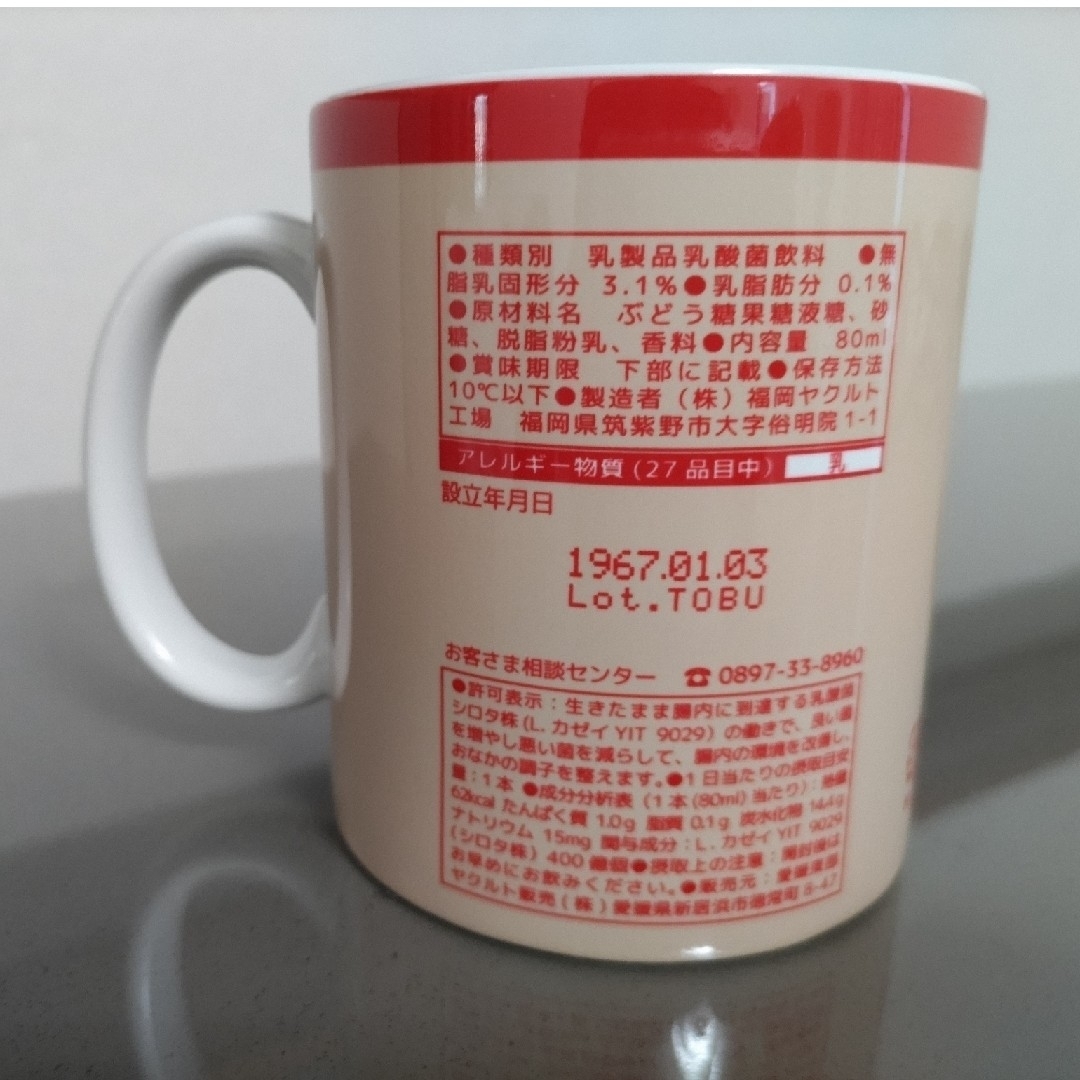 ●種類別 乳製品乳酸菌飲料 ●無
脂乳固形分 3.1%●乳脂肪分 0.1%
●原材料名 ぶどう糖果糖液糖、砂
糖、脱脂粉乳、香料●内容量 80ml
●賞味期限 下部に記載●保存方法
10℃以下●製造者(株)福岡ヤクルト
工場 福岡県筑紫野市大字俗明院1-1
アレルギー物質(27品目中) 乳
設立年月日
1967.01.03
Lot.TOBU
お客さま相談センター ☎0897-33-8960
●許可表示:生きたまま腸内に到達する乳酸菌
シロタ株(L.カゼイYIT 9029)の働きで、良い菌
を増やし悪い菌を減らして、腸内の環境を改善し、
おなかの調子を整えます。●1日当たりの摂取目安
量:1本 ●成分分析表(1本(80ml)当たり):熱量
62kcal たんぱく質 1.0g 脂質 0.1g 炭水化物 14.4g
ナトリウム 15mg 関与成分:L.カゼイYIT 9029
(シロタ株) 400億個●摂取上の注意:開封後は
お早めにお飲みください。●販売元:愛媛東部
ヤクルト販売(株)愛媛県新居浜市徳常町8-47